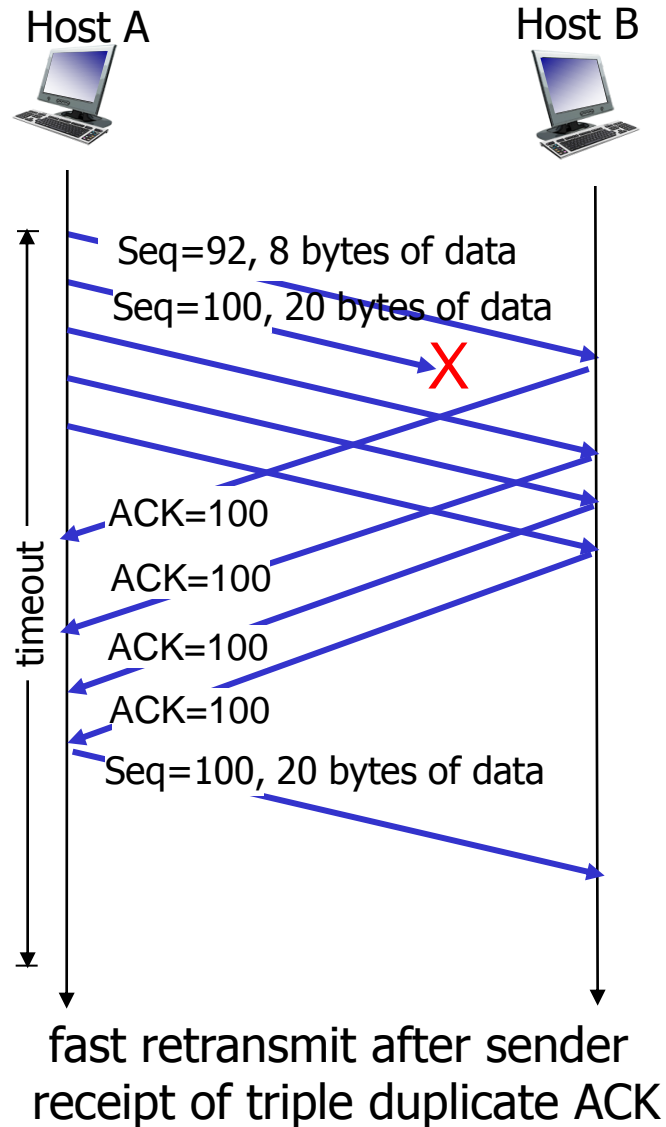 Host A
Host B
Seq=92, 8 bytes of data
Seq=100, 20 bytes of data
X
ACK=100
ACK=100
ACK=100
ACK=100
timeout
Seq=100, 20 bytes of data
fast retransmit after sender
receipt of triple duplicate ACK